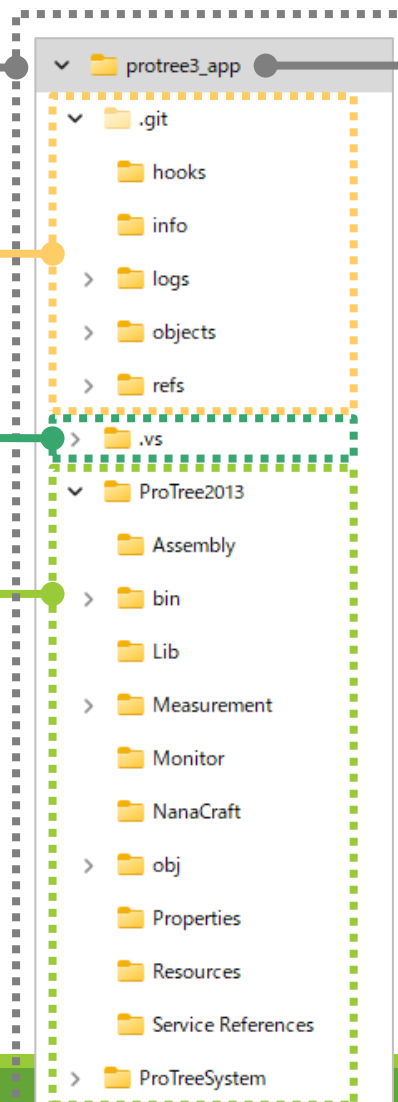 protree3_app
.git
hooks
info
logs
objects
refs
.vs
ProTree2013
Assembly
bin
Lib
Measurement
Monitor
NanaCraft
obj
Properties
Resources
Service References
ProTreeSystem